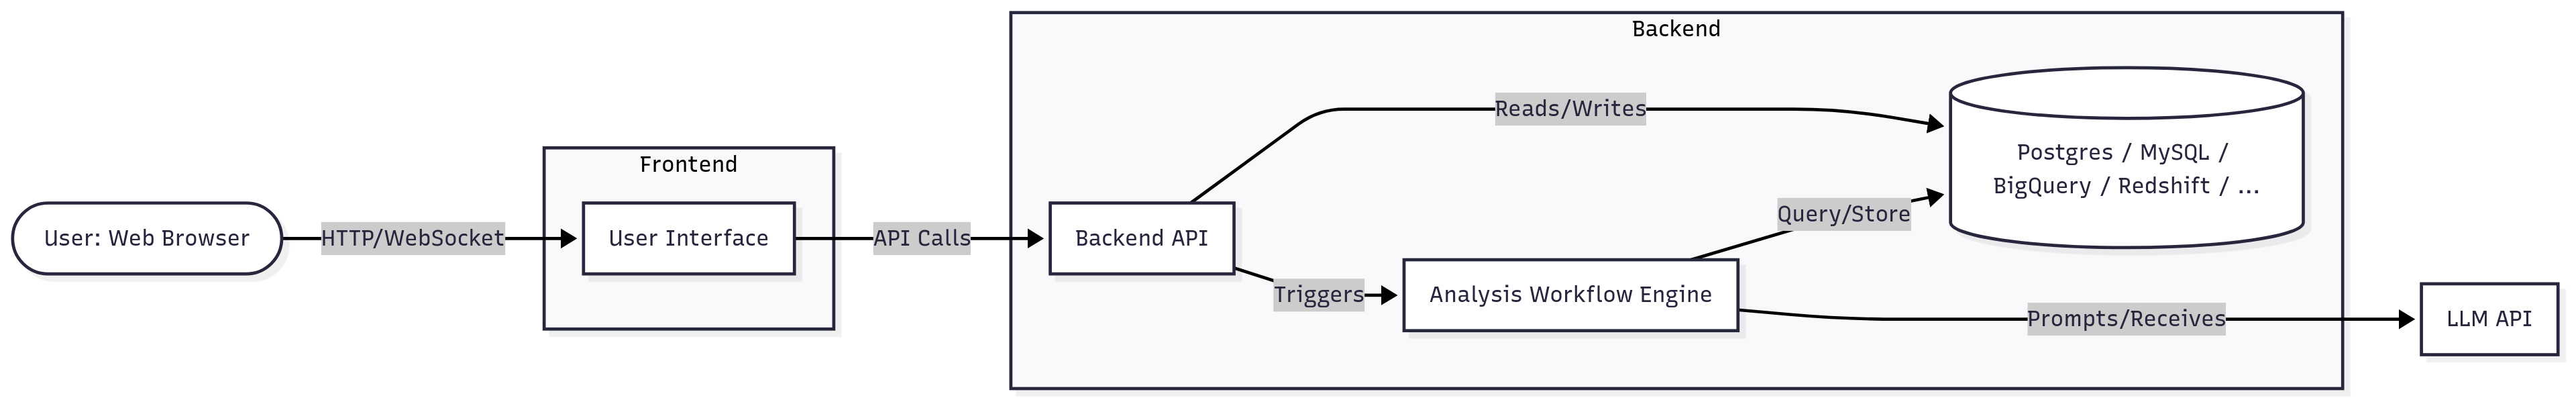 User: Web Browser
HTTP/WebSocket
Frontend
User Interface
API Calls
Backend
Backend API
Reads/Writes
Triggers
Analysis Workflow Engine
Query/Store
Postgres / MySQL /
BigQuery / Redshift / ...
Prompts/Receives
LLM API